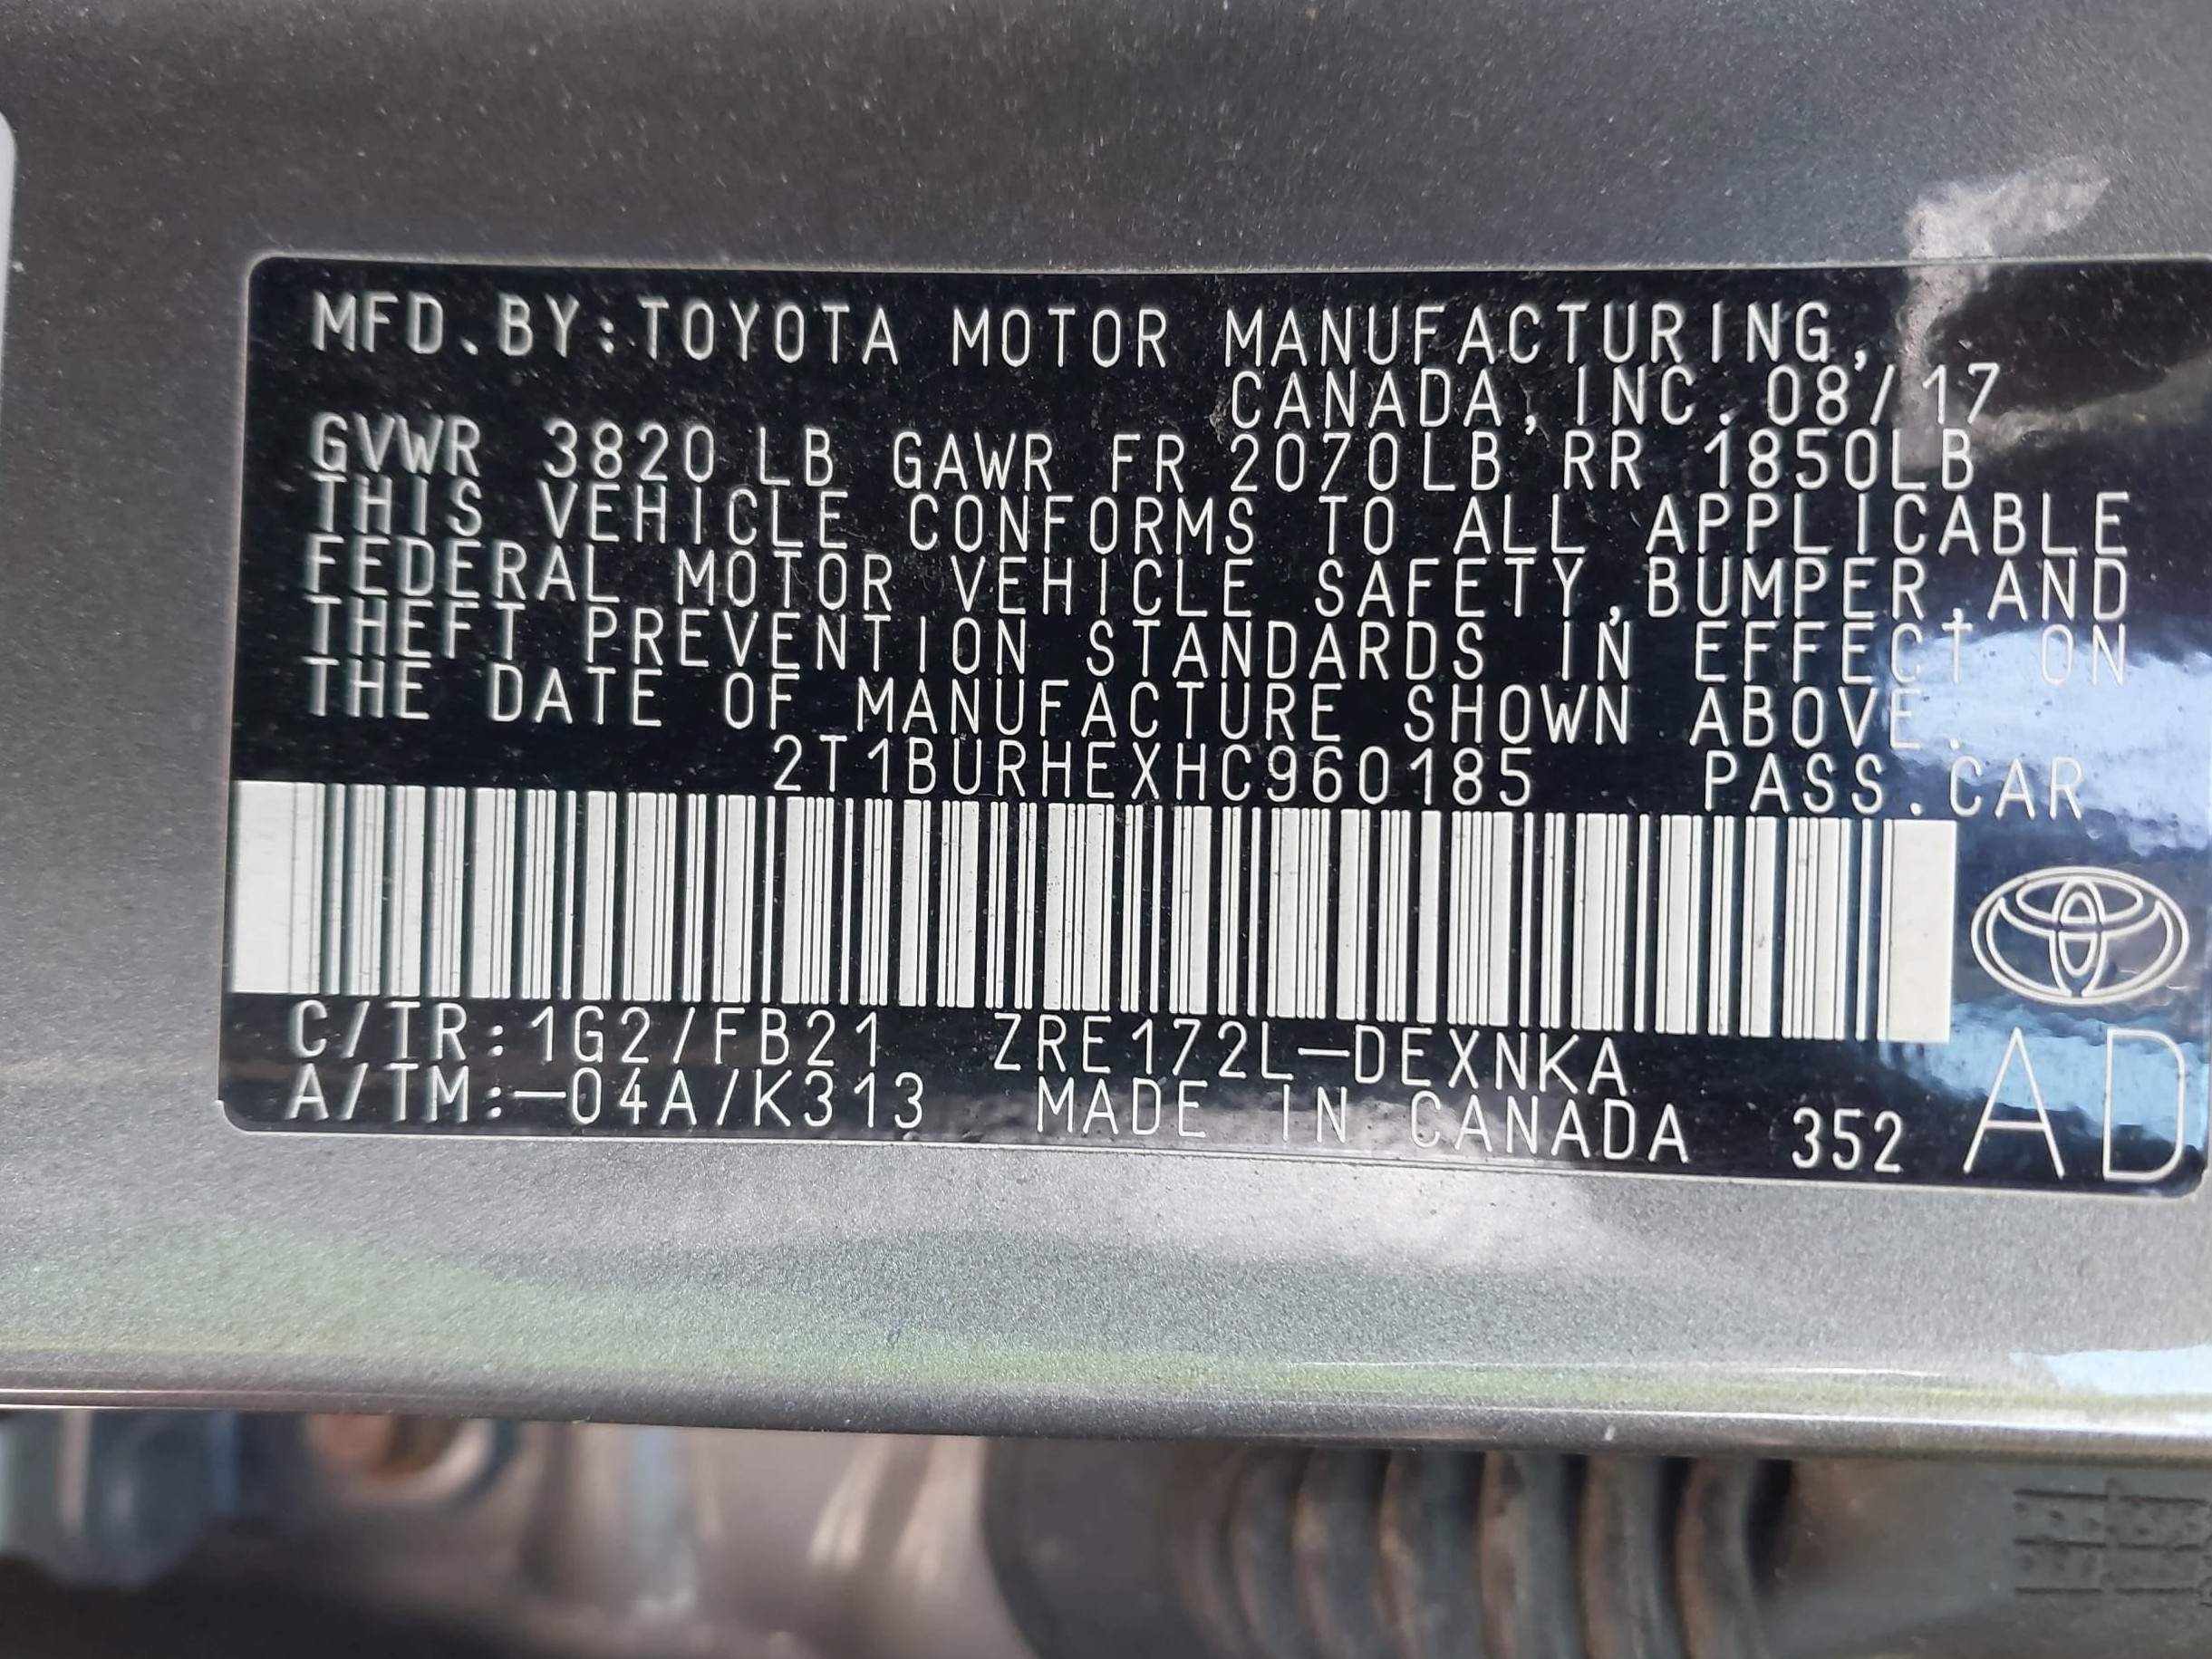 MFD.BY:TOYOTA MOTOR MANUFACTURING,
CANADA, INC. 08/17
GVWR 3820 LB GAWR FR 2070LB RR 1850LB
THIS VEHICLE CONFORMS TO ALL APPLICABLE
FEDERAL MOTOR VEHICLE SAFETY,BUMPER,AND
THEFT PREVENTION STANDARDS IN EFFECT ON
THE DATE OF MANUFACTURE SHOWN ABOVE.
2T1BURHEXHC960185 PASS.CAR
C/TR:1G2/FB21 ZRE172L-DEXNKA
A/TM:-04A/K313 MADE IN CANADA 352 AD